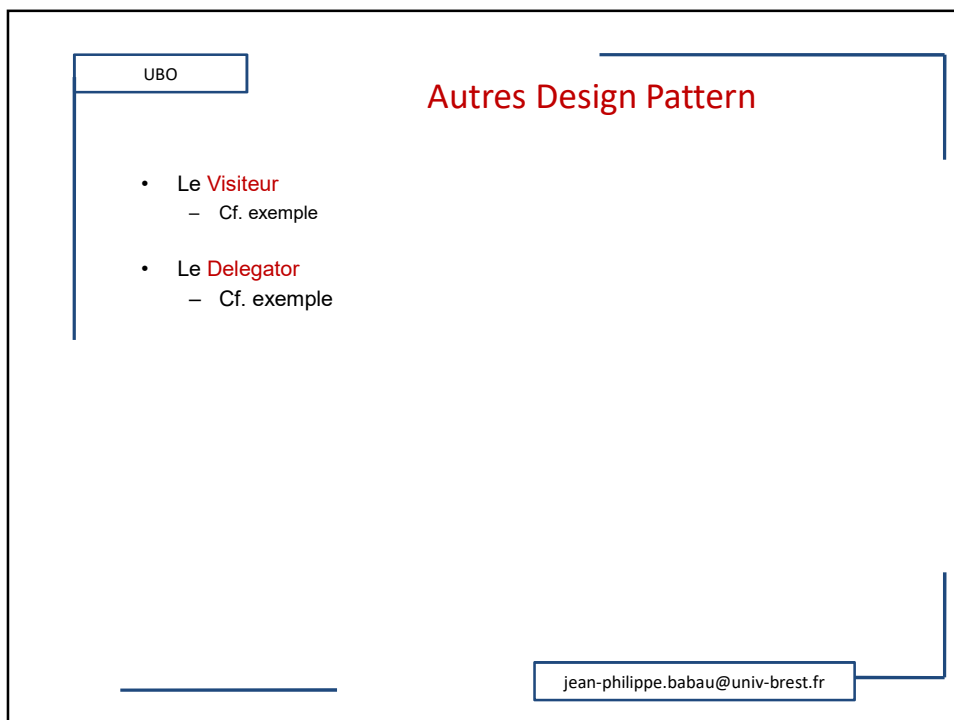 UBO
Autres Design Pattern
• Le Visiteur
– Cf. exemple
• Le Delegator
– Cf. exemple
jean-philippe.babau@univ-brest.fr